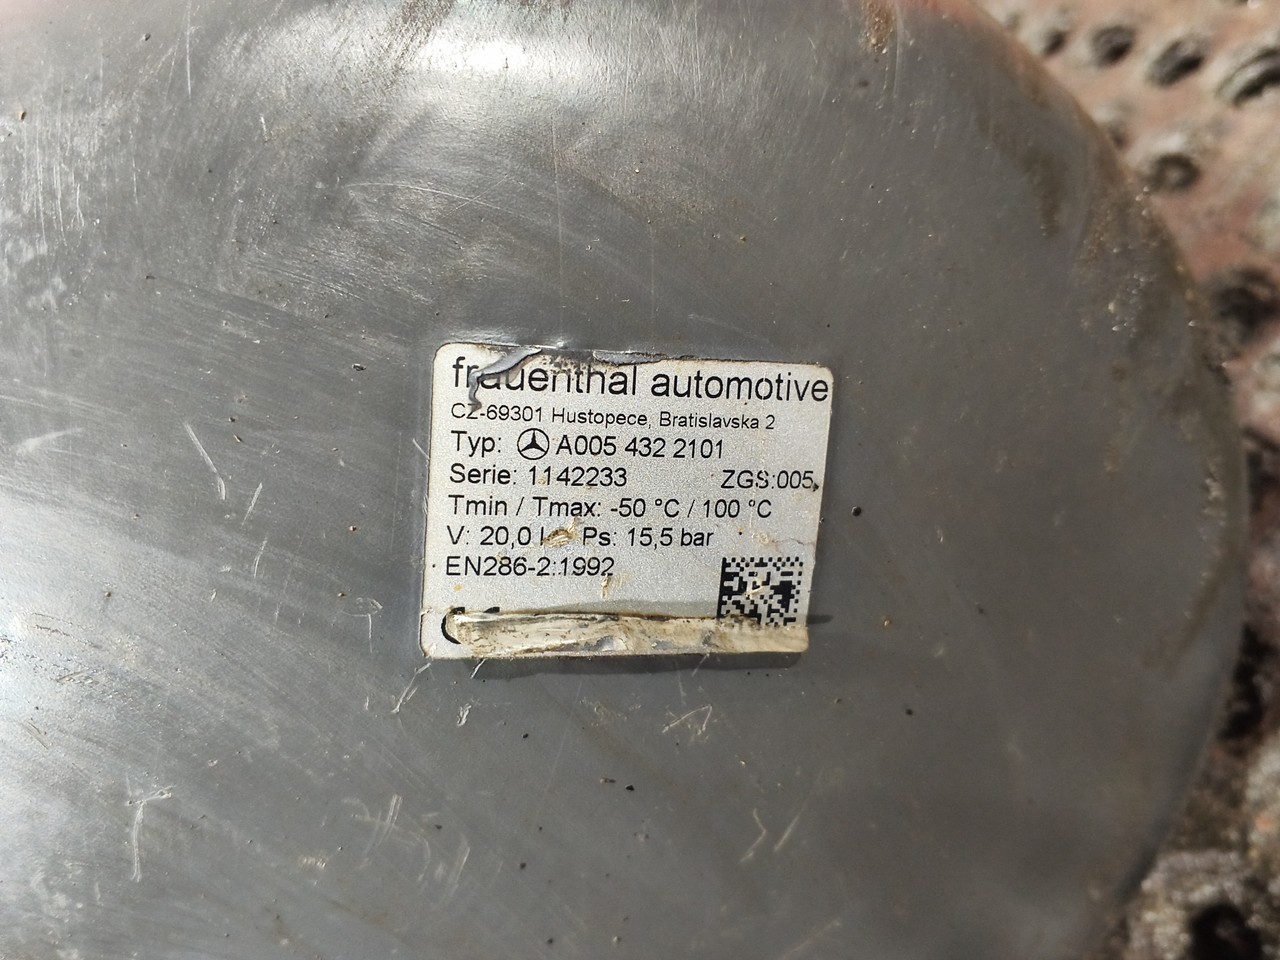 frauenthal automotive
CZ-69301 Hustopece, Bratislavska 2
Typ: A005 432 2101
Serie: 1142233 ZGS:005
Tmin / Tmax: -50 °C / 100 °C
V: 20,0 Ps: 15,5 bar
EN286-2:1992